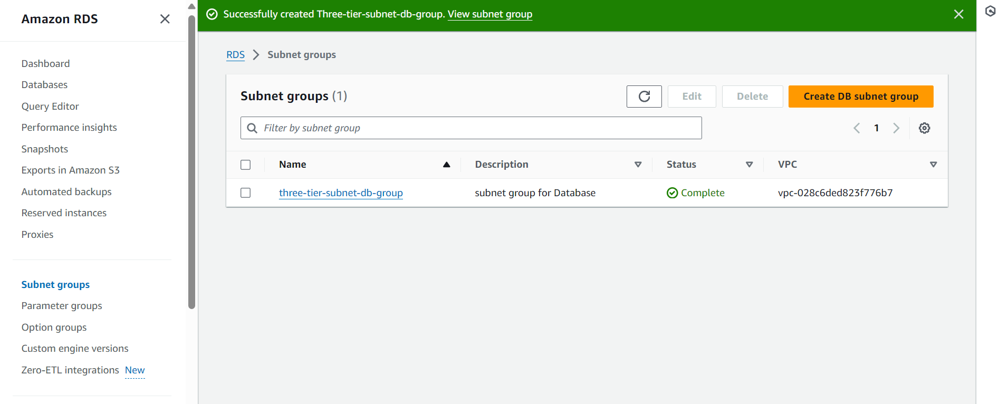 Amazon RDS
Dashboard
Databases
Query Editor
Performance insights
Snapshots
Exports in Amazon S3
Automated backups
Reserved instances
Proxies
Subnet groups
Parameter groups
Option groups
Custom engine versions
Zero-ETL integrations New
Successfully created Three-tier-subnet-db-group. View subnet group
RDS Subnet groups
Subnet groups (1)
Edit Delete Create DB subnet group
Filter by subnet group
1
Name Description Status VPC
three-tier-subnet-db-group subnet group for Database Complete vpc-028c6ded823f776b7